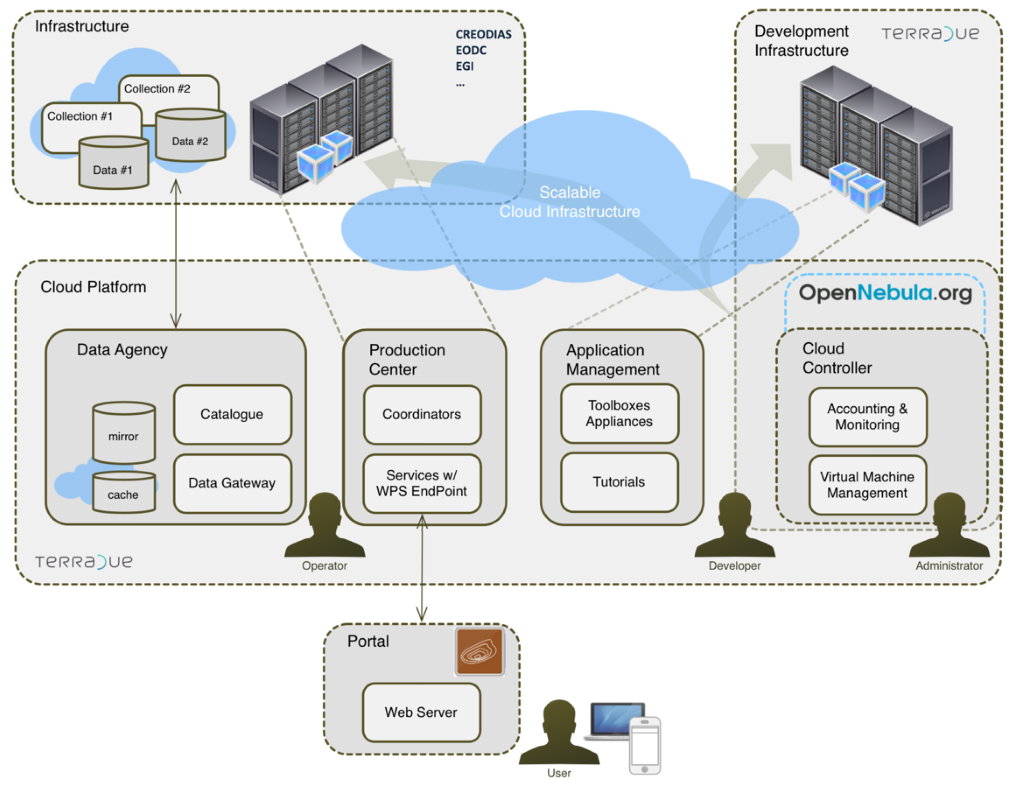 Infrastructure
CREODIAS
EODC
EGI
...
Collection #2
Collection #1
Data #2
Data #1
Development
Infrastructure
TERRADUE
Scalable
Cloud Infrastructure
Cloud Platform
OpenNebula.org
Data Agency
mirror
cache
Catalogue
Data Gateway
Production
Center
Coordinators
Services w/
WPS EndPoint
Application
Management
Toolboxes
Appliances
Tutorials
Cloud
Controller
Accounting &
Monitoring
Virtual Machine
Management
TERRADUE
Operator
Developer
Administrator
Portal
Web Server
User